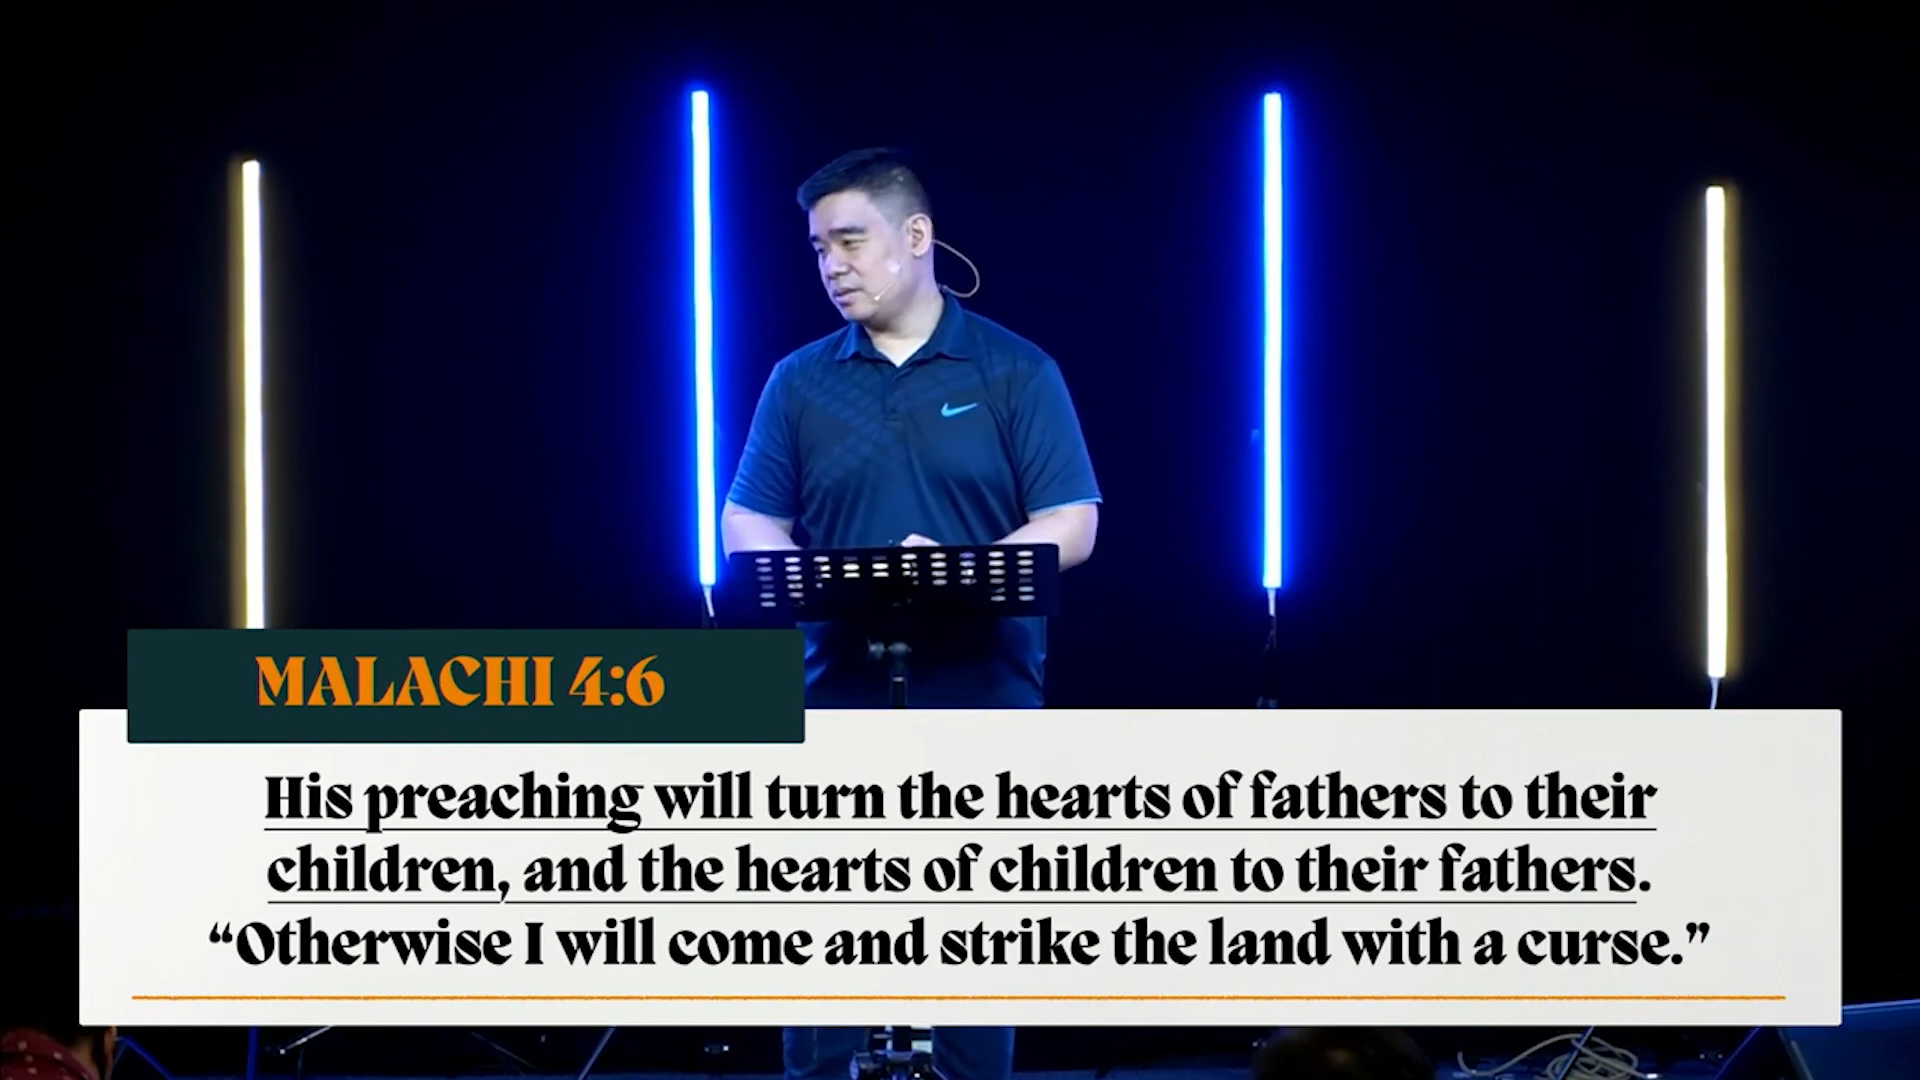 MALACHI 4:6
His preaching will turn the hearts of fathers to their
children, and the hearts of children to their fathers.
“Otherwise I will come and strike the land with a curse.”